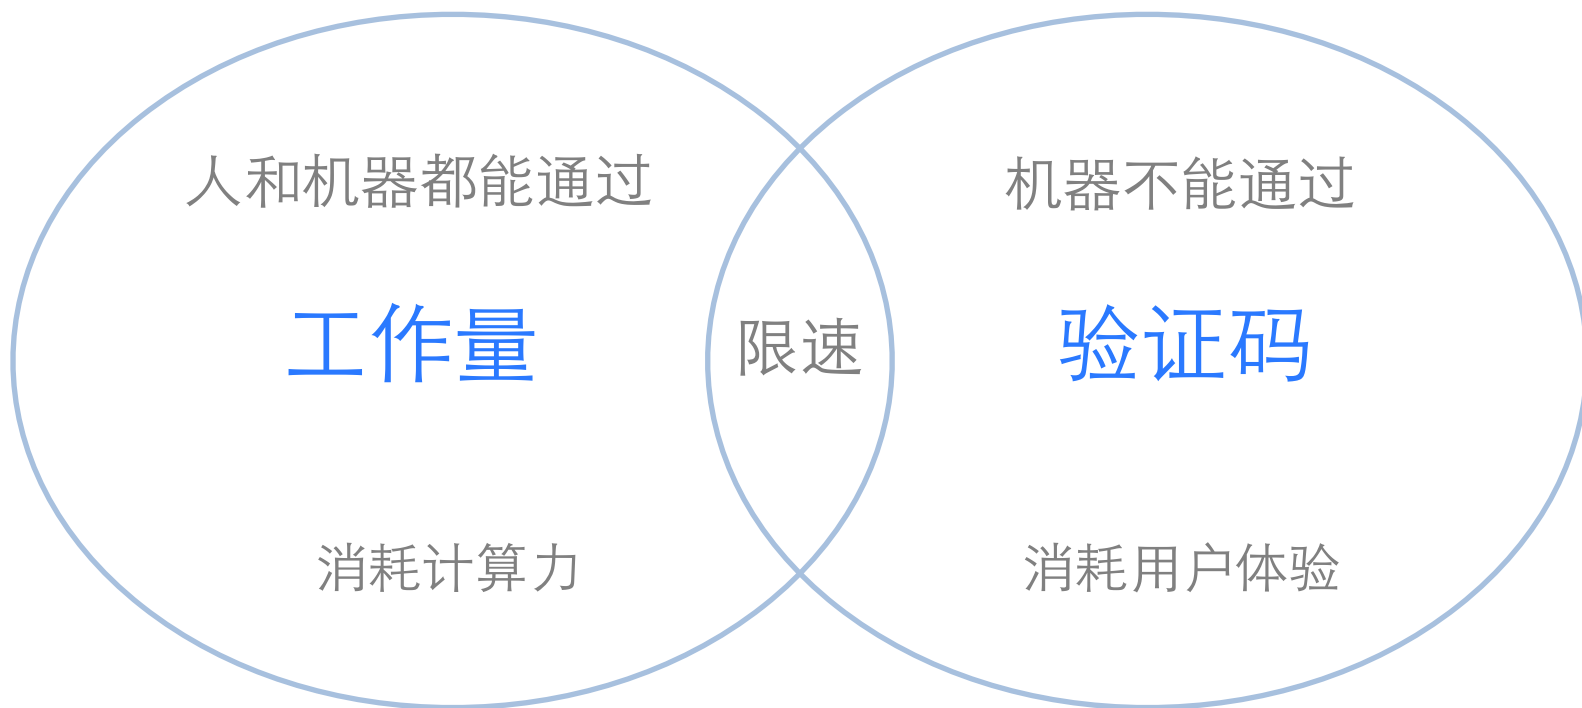 人和机器都能通过
机器不能通过
工作量
限速
验证码
消耗计算力
消耗用户体验